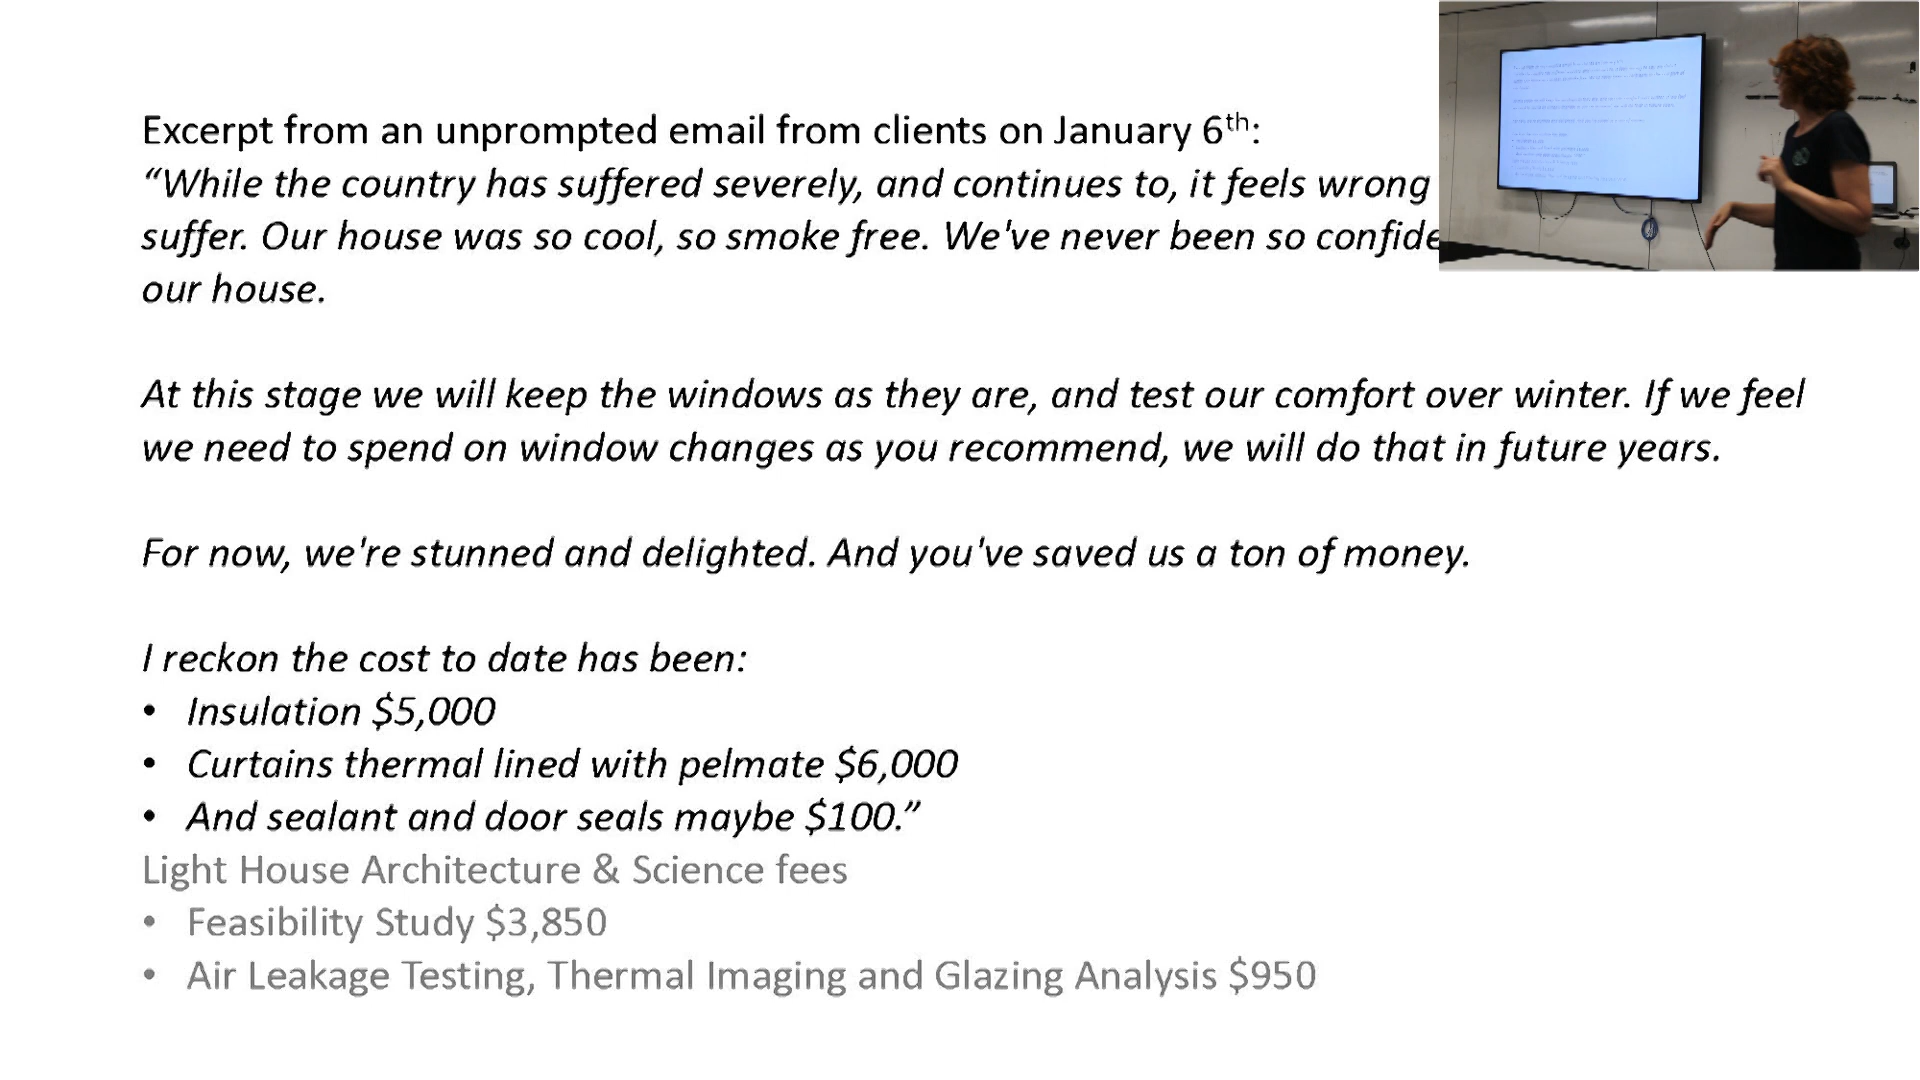 Excerpt from an unprompted email from clients on January 6th:
“While the country has suffered severely, and continues to, it feels wrong
suffer. Our house was so cool, so smoke free. We've never been so
our house.
At this stage we will keep the windows as they are, and test our comfort over winter. If we feel
we need to spend on window changes as you recommend, we will do that in future years.
For now, we're stunned and delighted. And you've saved us a ton of money.
I reckon the cost to date has been:
• Insulation $5,000
• Curtains thermal lined with pelmate $6,000
• And sealant and door seals maybe $100.”
Light House Architecture & Science fees
• Feasibility Study $3,850
• Air Leakage Testing, Thermal Imaging and Glazing Analysis $950